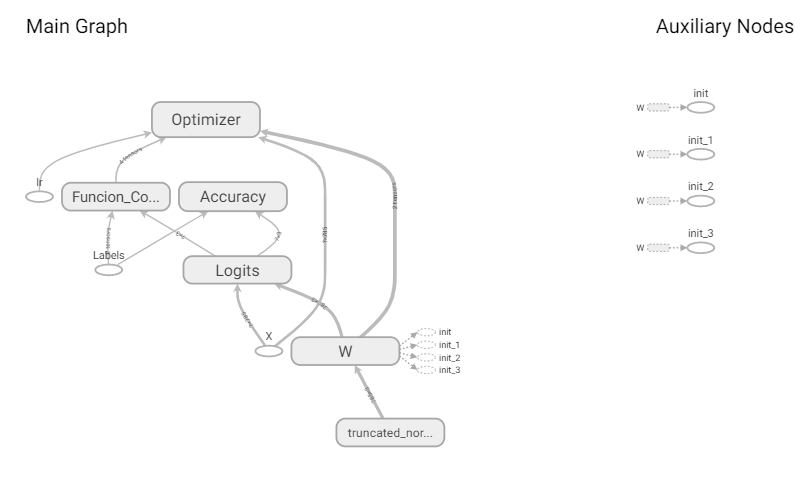 Main Graph
Auxiliary Nodes
init
W
init_1
W
init_2
W
init_3
W
Optimizer
lr
Funcion_Co...
Accuracy
Labels
Logits
X
W
init
init_1
init_2
init_3
truncated_nor...